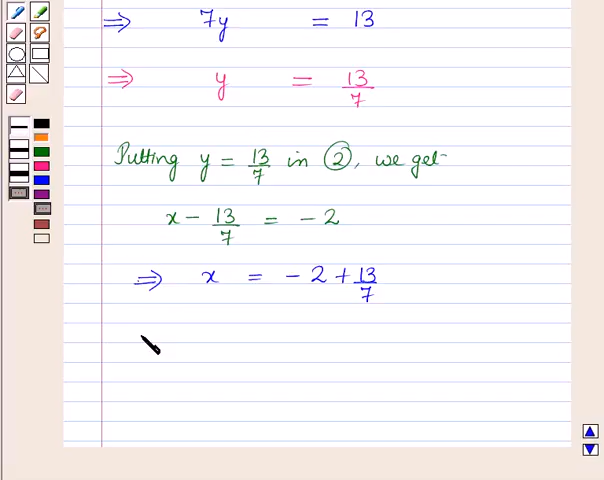 ⇒ 7y = 13
⇒ y = 13/7
Putting y = 13/7 in ②, we get
x - 13/7 = -2
⇒ x = -2 + 13/7